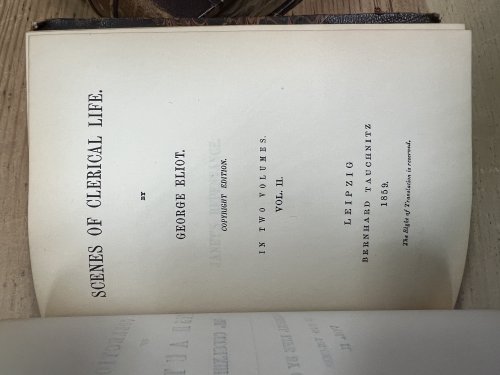 SCENES OF CLERICAL LIFE.
BY
GEORGE ELIOT.
COPYRIGHT EDITION.
IN TWO VOLUMES.
VOL. II.
LEIPZIG
BERNHARD TAUCHNITZ
1859.
The Right of Translation is reserved.